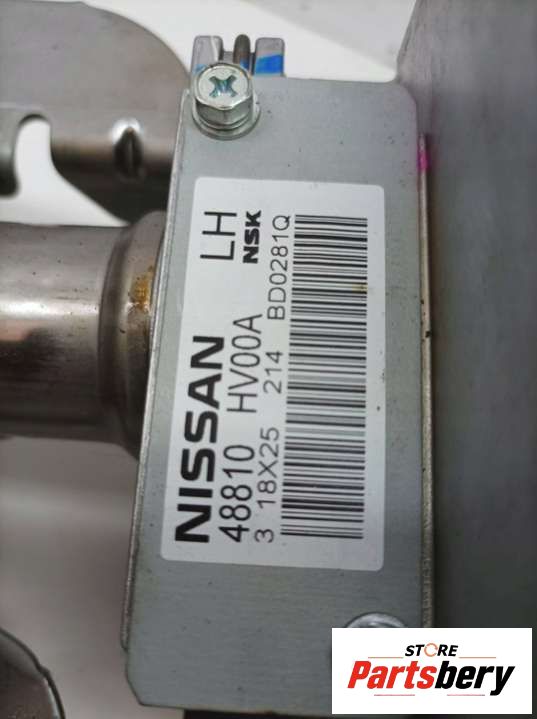 NISSAN
48810 HV00A LH
3 18X25 214 BD0281Q
NSK
STORE
Partsbery